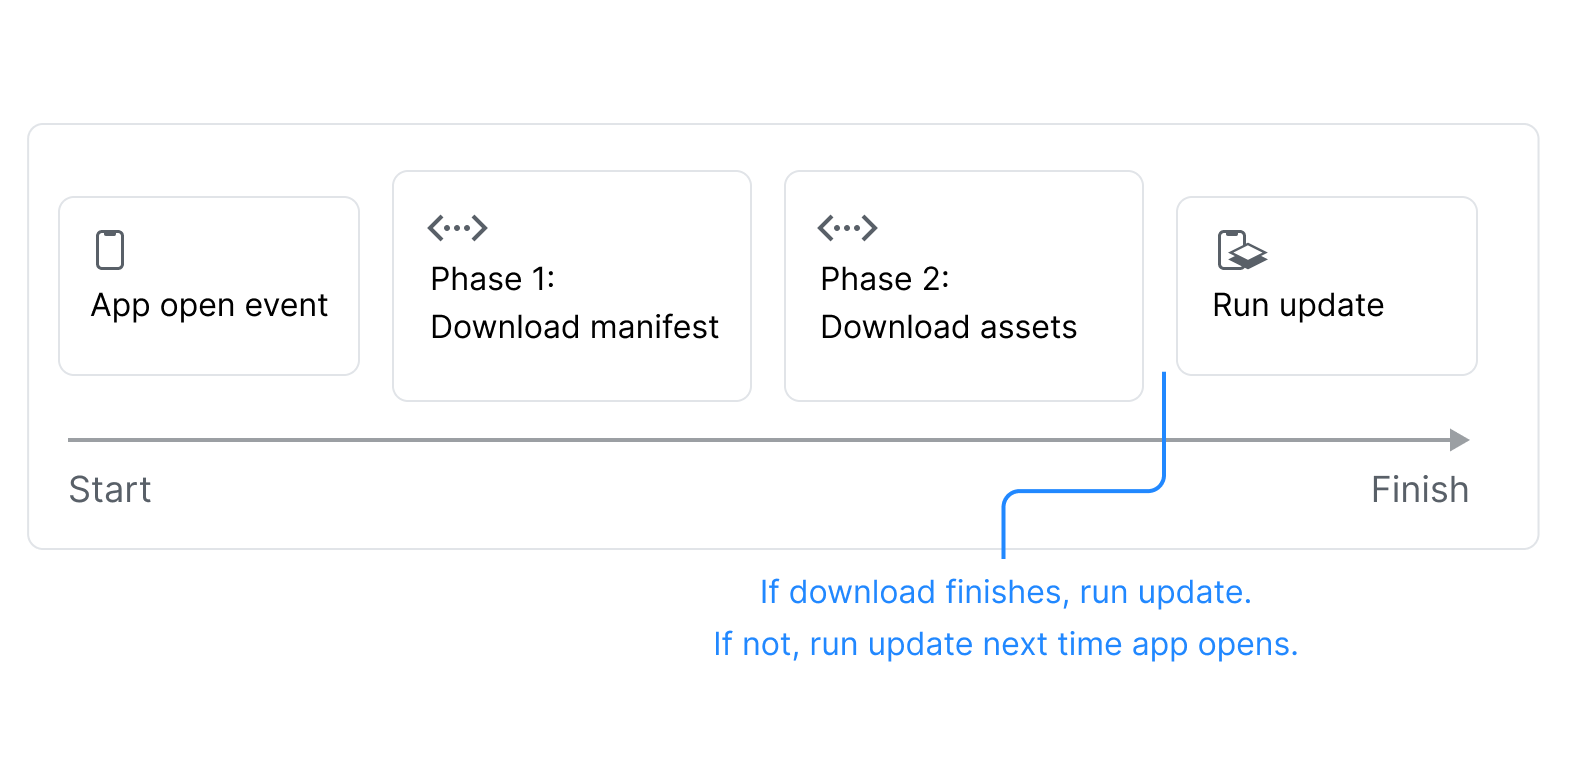 App open event
Phase 1:
Download manifest
Phase 2:
Download assets
Run update
Start
Finish
If download finishes, run update.
If not, run update next time app opens.